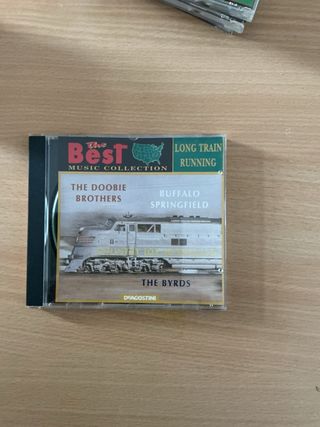 The
Best
MUSIC COLLECTION
LONG TRAIN
RUNNING
THE DOOBIE
BROTHERS
BUFFALO
SPRINGFIELD
THE BYRDS
DeAGOSTINI